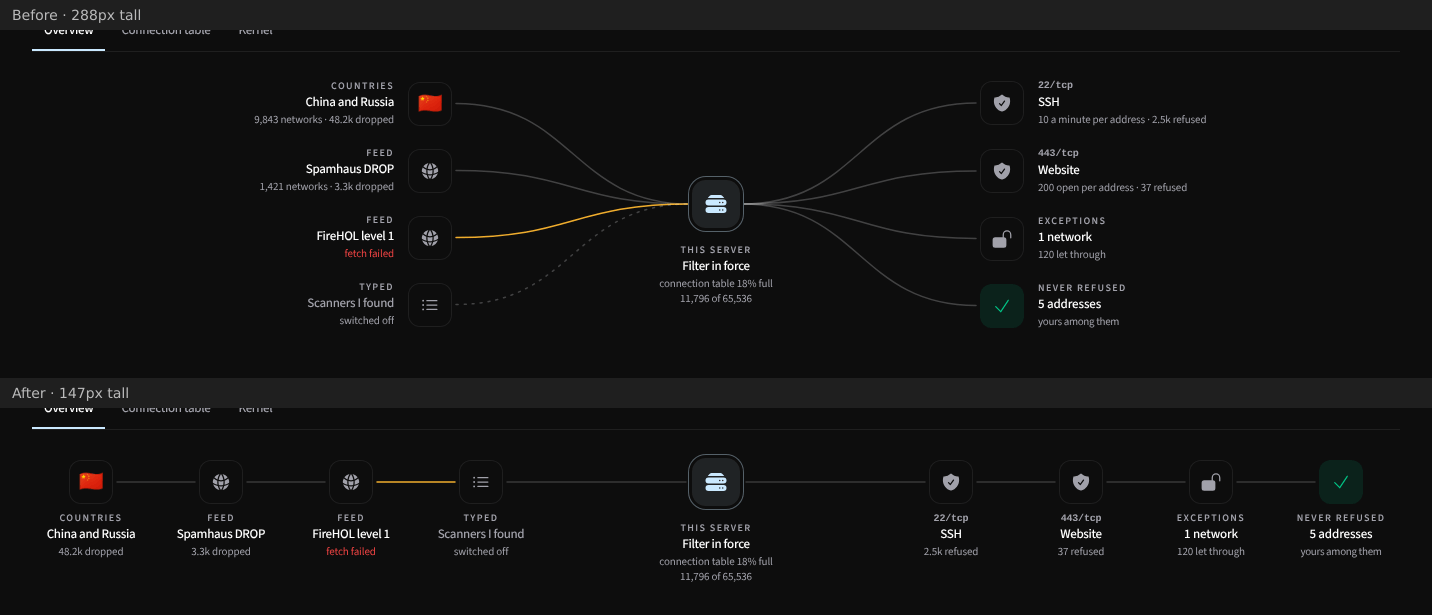 Before · 288px tall
Overview Connection table Kernel
COUNTRIES
China and Russia
9,843 networks · 48.2k dropped
FEED
Spamhaus DROP
1,421 networks · 3.3k dropped
FEED
FireHOL level 1
fetch failed
TYPED
Scanners I found
switched off
THIS SERVER
Filter in force
connection table 18% full
11,796 of 65,536
22/tcp
SSH
10 a minute per address · 2.5k refused
443/tcp
Website
200 open per address · 37 refused
EXCEPTIONS
1 network
120 let through
NEVER REFUSED
5 addresses
yours among them
After · 147px tall
Overview Connection table Kernel
COUNTRIES
China and Russia
48.2k dropped
FEED
Spamhaus DROP
3.3k dropped
FEED
FireHOL level 1
fetch failed
TYPED
Scanners I found
switched off
THIS SERVER
Filter in force
connection table 18% full
11,796 of 65,536
22/tcp
SSH
2.5k refused
443/tcp
Website
37 refused
EXCEPTIONS
1 network
120 let through
NEVER REFUSED
5 addresses
yours among them